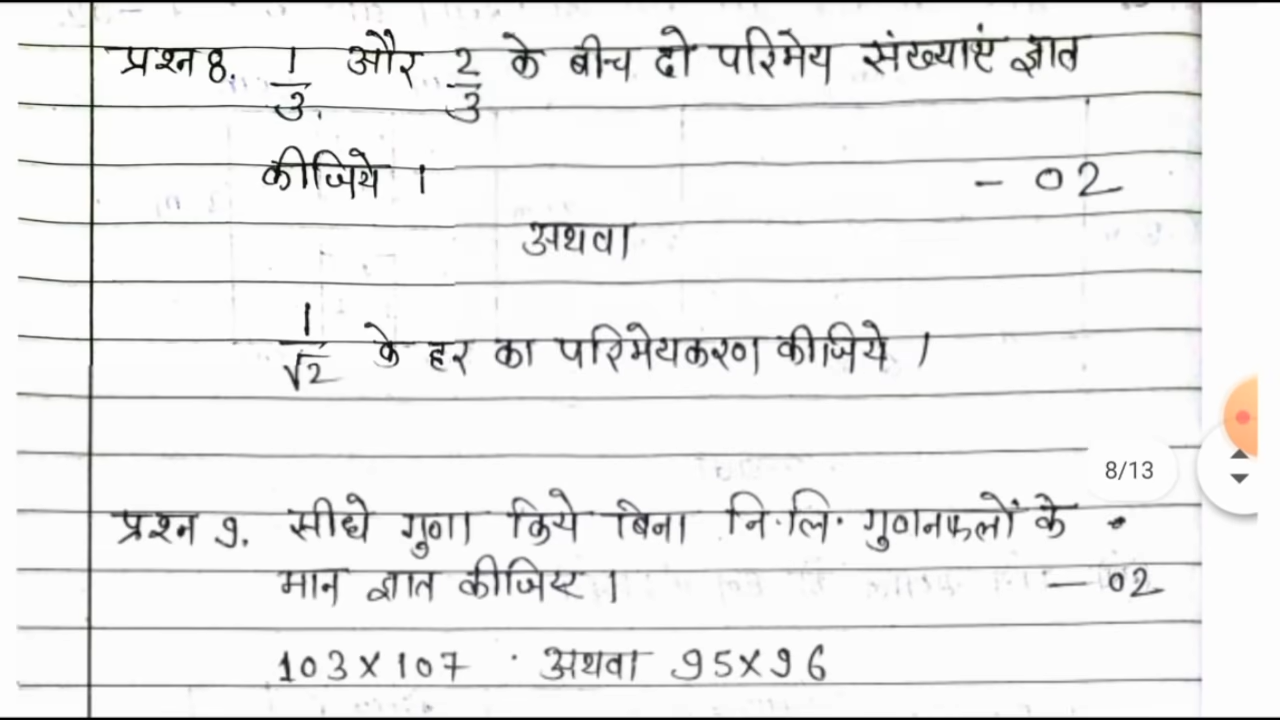 प्रश्न 8. 1/3. और 2/3 के बीच दो परिमेय संख्याएं ज्ञात
कीजिये । - 02
अथवा
1/√2 के हर का परिमेयकरण कीजिये ।
8/13
प्रश्न 9. सीधे गुणा किये बिना नि.लि. गुणनफलों के
मान ज्ञात कीजिए । - 02
103 x 107 . अथवा 95 x 96